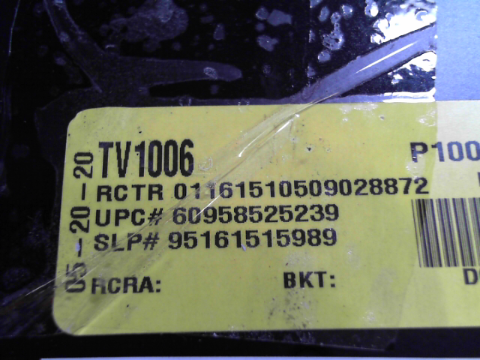 05-20-20
TV1006
P100
RCTR 01161510509028872
UPC# 60958525239
SLP# 95161515989
RCRA:
BKT: